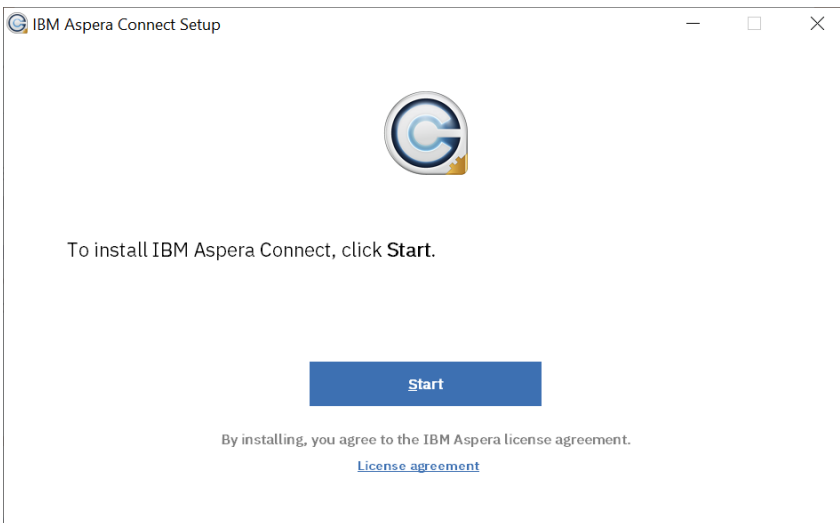 IBM Aspera Connect Setup
To install IBM Aspera Connect, click Start.
Start
By installing, you agree to the IBM Aspera license agreement.
License agreement